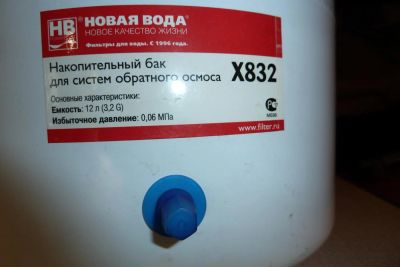 НВ НОВАЯ ВОДА®
НОВОЕ КАЧЕСТВО ЖИЗНИ
Фильтры для воды. С 1996 года.
Накопительный бак
для систем обратного осмоса X832
Основные характеристики:
Емкость: 12 л (3,2 G)
Избыточное давление: 0,06 МПа
www.filter.ru